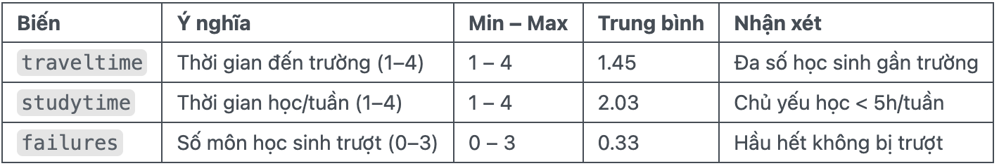 Biến Ý nghĩa Min – Max Trung bình Nhận xét
traveltime Thời gian đến trường (1–4) 1 – 4 1.45 Đa số học sinh gần trường
studytime Thời gian học/tuần (1–4) 1 – 4 2.03 Chủ yếu học < 5h/tuần
failures Số môn học sinh trượt (0–3) 0 – 3 0.33 Hầu hết không bị trượt